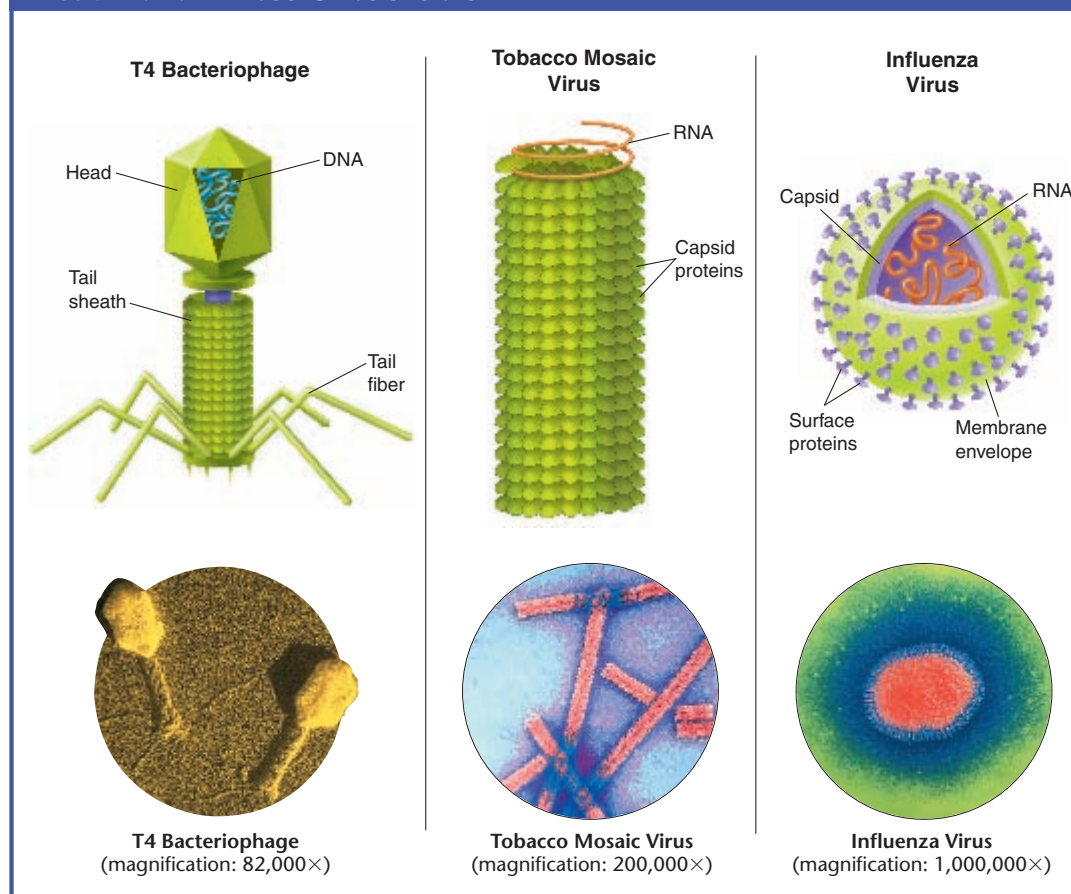 T4 Bacteriophage
Head
DNA
Tail
sheath
Tail
fiber
Tobacco Mosaic
Virus
RNA
Capsid
proteins
Influenza
Virus
Capsid
RNA
Surface
proteins
Membrane
envelope
T4 Bacteriophage
(magnification: 82,000×)
Tobacco Mosaic Virus
(magnification: 200,000×)
Influenza Virus
(magnification: 1,000,000×)